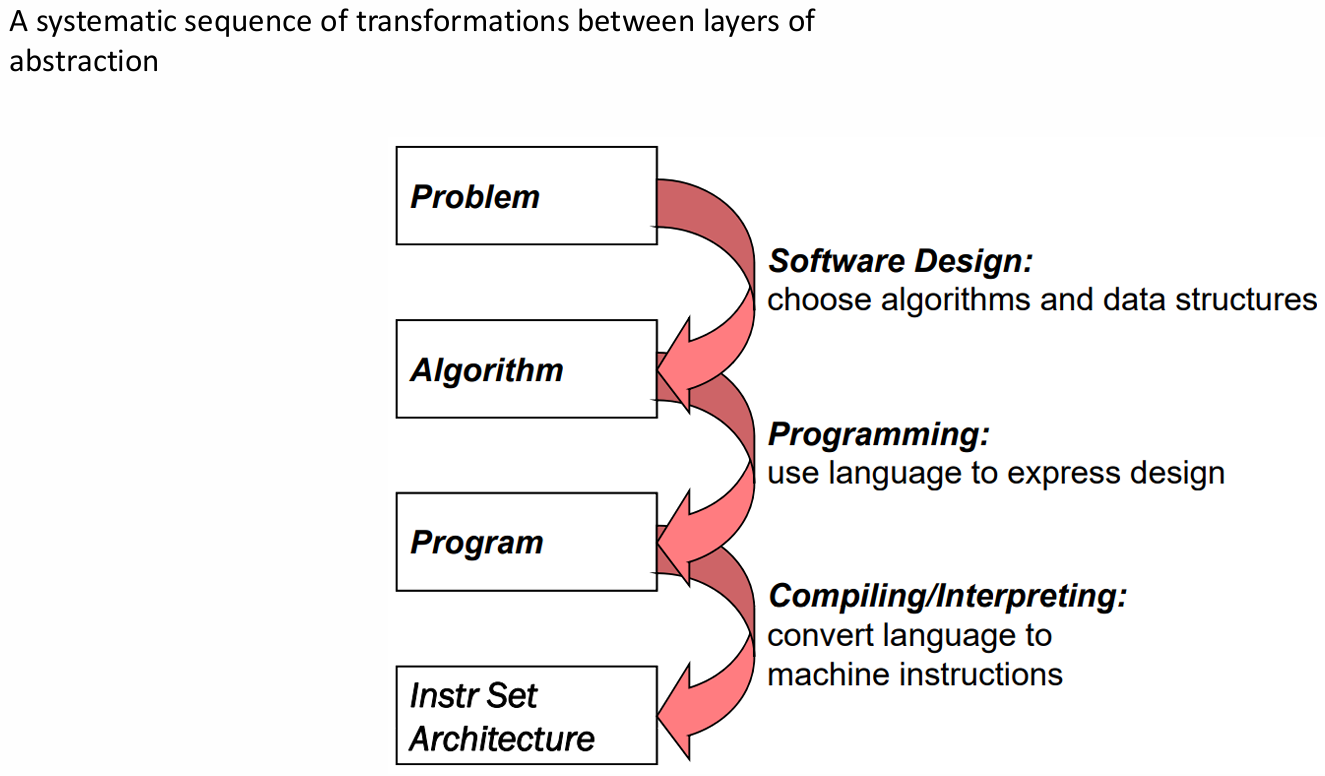 A systematic sequence of transformations between layers of
abstraction
Problem
Software Design:
choose algorithms and data structures
Algorithm
Programming:
use language to express design
Program
Compiling/Interpreting:
convert language to
machine instructions
Instr Set
Architecture